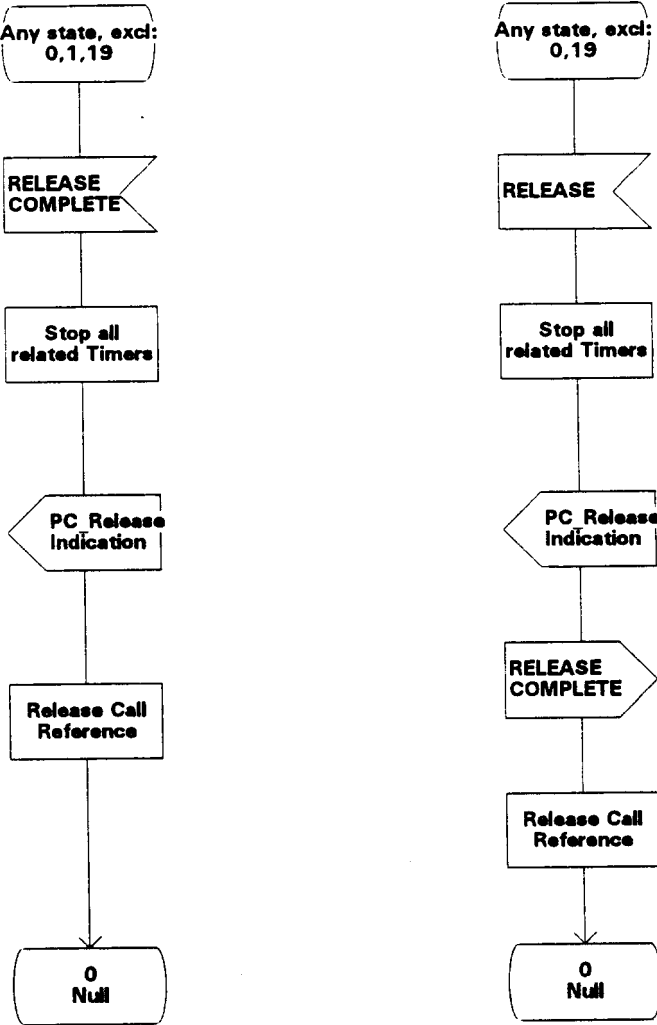 Any state, excl:
0,1,19
RELEASE
COMPLETE
Stop all
related Timers
PC_Release
Indication
Release Call
Reference
0
Null
Any state, excl:
0,19
RELEASE
Stop all
related Timers
PC_Release
Indication
RELEASE
COMPLETE
Release Call
Reference
0
Null